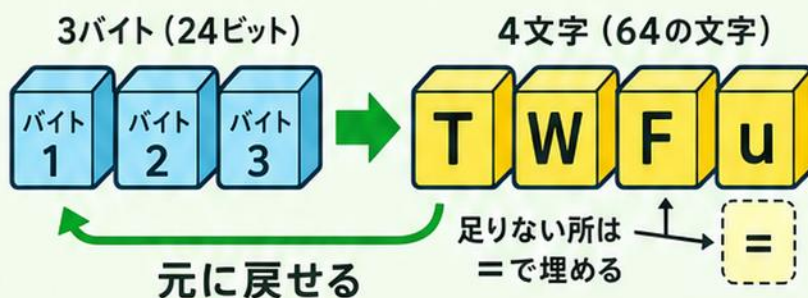 3バイト（24ビット）
4文字（64の文字）
バイト
1
バイト
2
バイト
3
T
W
F
u
足りない所は
＝で埋める
=
元に戻せる